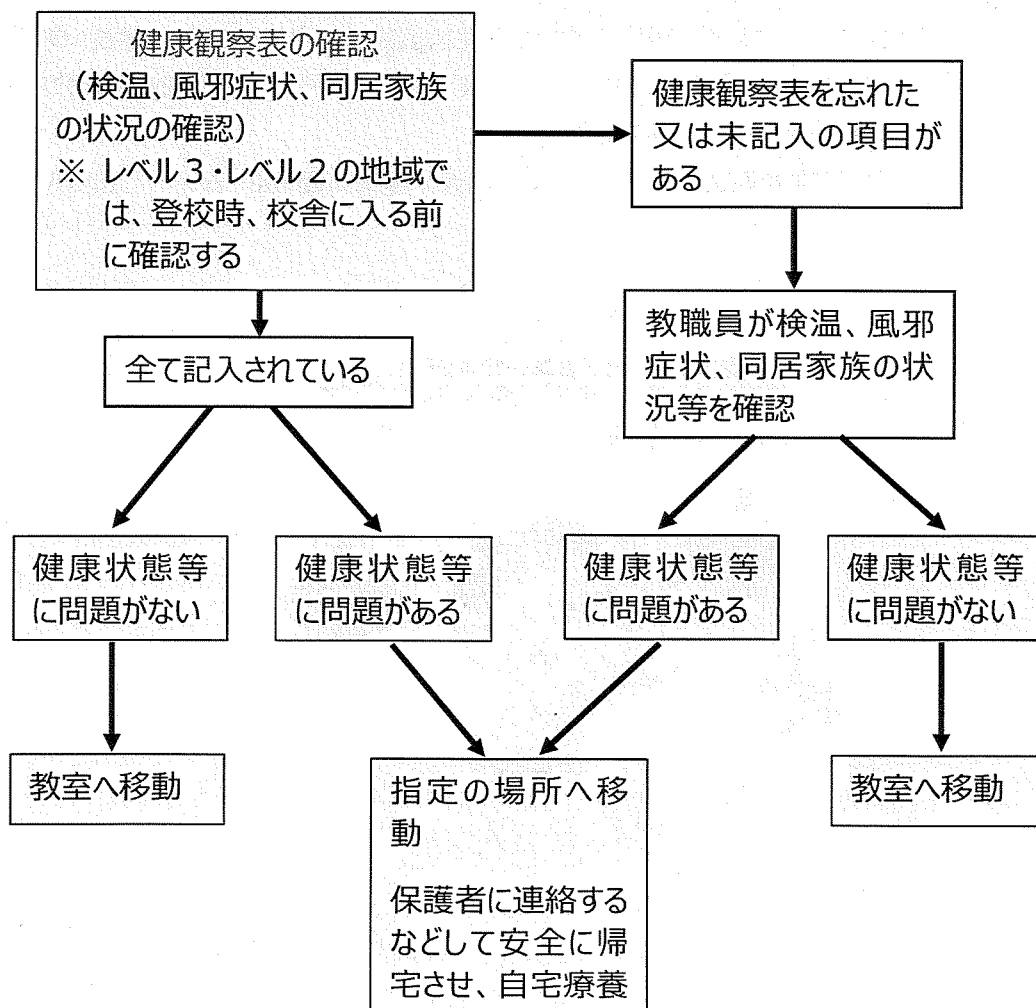 健康観察表の確認
（検温、風邪症状、同居家族
の状況の確認）
※ レベル３・レベル２の地域で
は、登校時、校舎に入る前
に確認する
健康観察表を忘れた
又は未記入の項目が
ある
全て記入されている
教職員が検温、風邪
症状、同居家族の状
況等を確認
健康状態等
に問題がない
健康状態等
に問題がある
健康状態等
に問題がある
健康状態等
に問題がない
教室へ移動
指定の場所へ移
動
保護者に連絡する
などして安全に帰
宅させ、自宅療養
教室へ移動